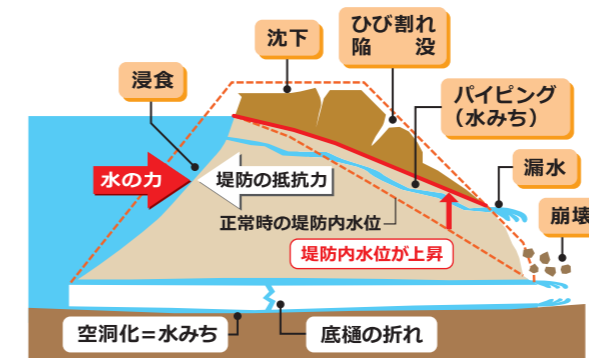 ひび割れ
陥 没
沈下
浸食
パイピング
（水みち）
漏水
水の力
堤防の抵抗力
崩壊
正常時の堤防内水位
堤防内水位が上昇
空洞化＝水みち
底樋の折れ